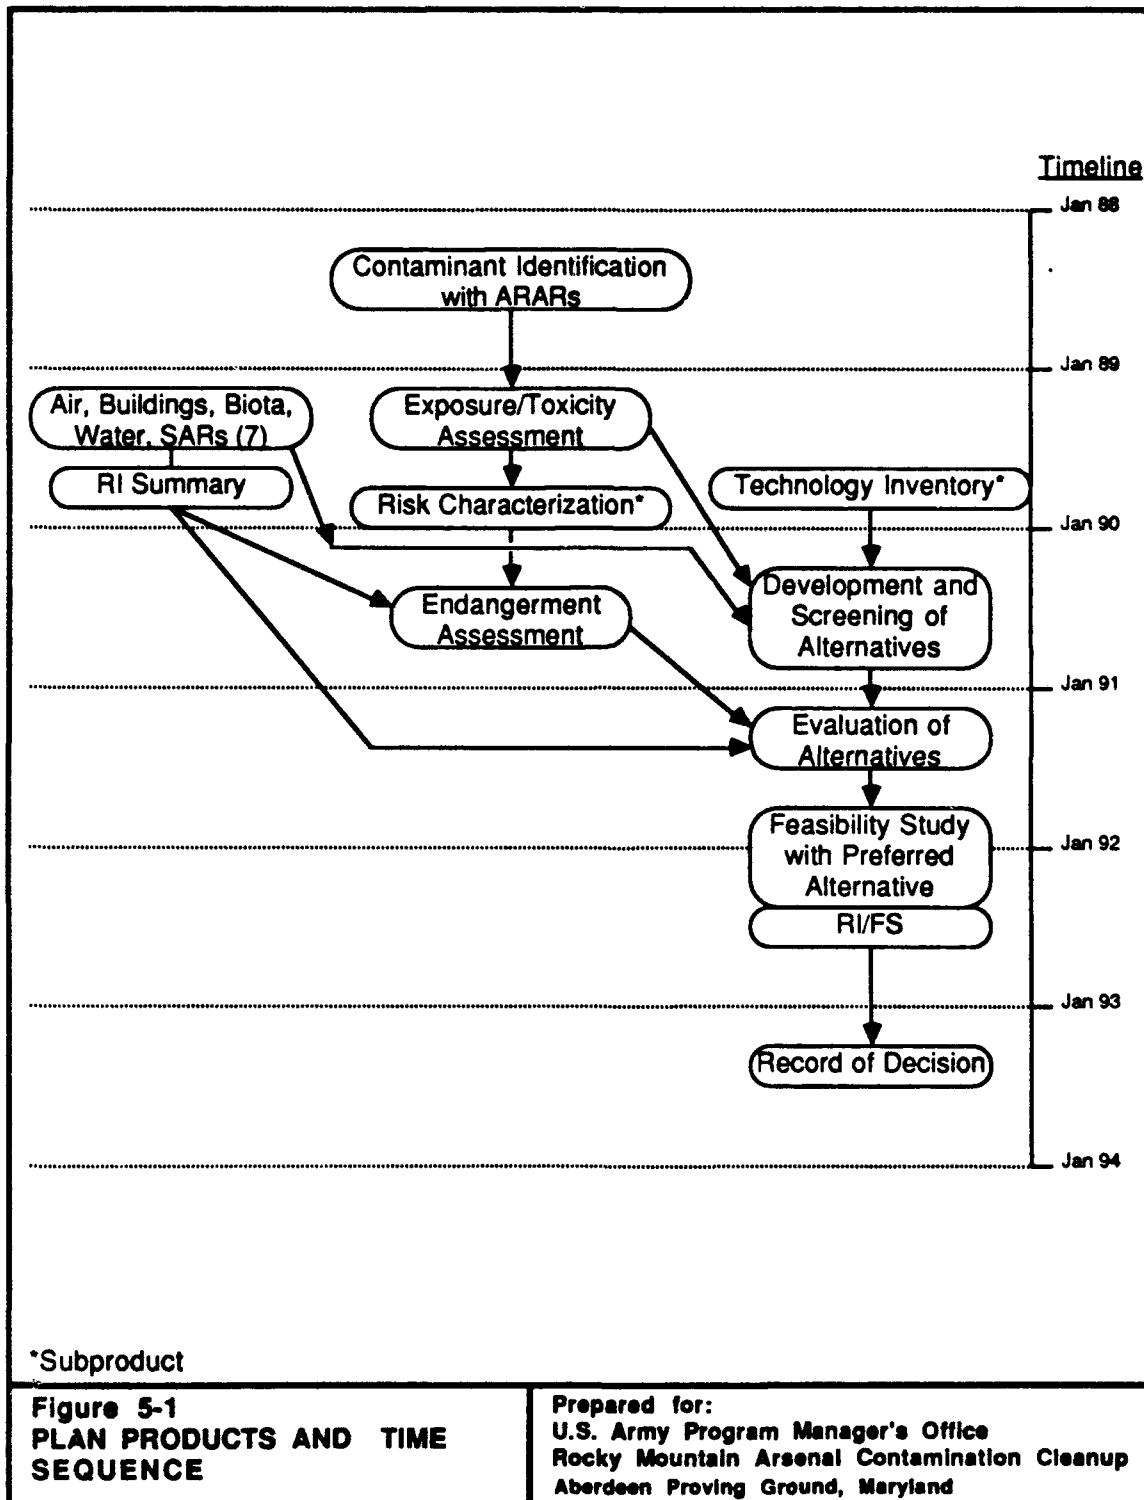 Timeline
Jan 88
Contaminant Identification
with ARARs
Jan 89
Air, Buildings, Biota,
Water, SARs (7)
Exposure/Toxicity
Assessment
RI Summary
Risk Characterization*
Technology Inventory*
Jan 90
Endangerment
Assessment
Development and
Screening of
Alternatives
Jan 91
Evaluation of
Alternatives
Feasibility Study
with Preferred
Alternative
Jan 92
RI/FS
Jan 93
Record of Decision
Jan 94
*Subproduct
Figure 5-1
PLAN PRODUCTS AND TIME
SEQUENCE
Prepared for:
U.S. Army Program Manager's Office
Rocky Mountain Arsenal Contamination Cleanup
Aberdeen Proving Ground, Maryland